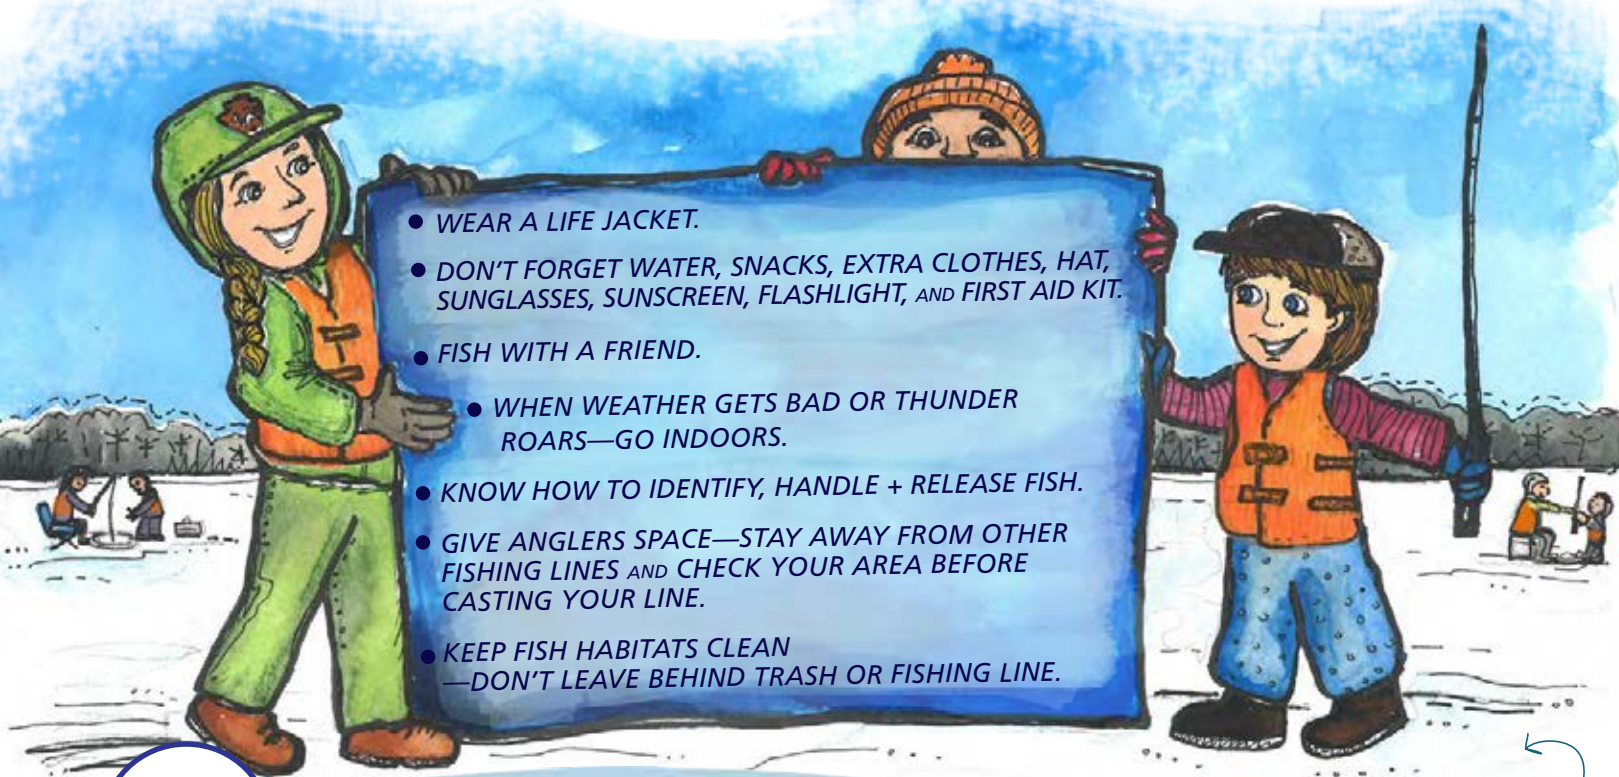 ● WEAR A LIFE JACKET.
● DON'T FORGET WATER, SNACKS, EXTRA CLOTHES, HAT,
SUNGLASSES, SUNSCREEN, FLASHLIGHT, AND FIRST AID KIT.
● FISH WITH A FRIEND.
● WHEN WEATHER GETS BAD OR THUNDER
ROARS—GO INDOORS.
● KNOW HOW TO IDENTIFY, HANDLE + RELEASE FISH.
● GIVE ANGLERS SPACE—STAY AWAY FROM OTHER
FISHING LINES AND CHECK YOUR AREA BEFORE
CASTING YOUR LINE.
● KEEP FISH HABITATS CLEAN
—DON'T LEAVE BEHIND TRASH OR FISHING LINE.